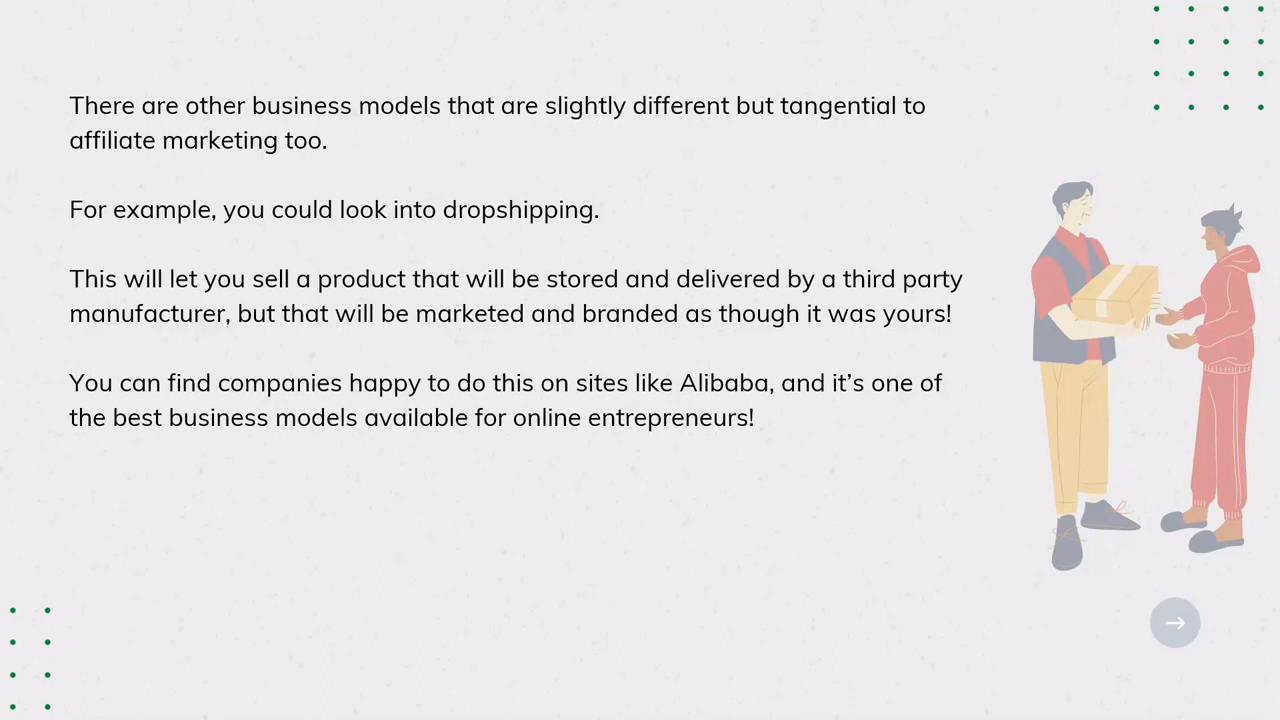 There are other business models that are slightly different but tangential to
affiliate marketing too.
For example, you could look into dropshipping.
This will let you sell a product that will be stored and delivered by a third party
manufacturer, but that will be marketed and branded as though it was yours!
You can find companies happy to do this on sites like Alibaba, and it’s one of
the best business models available for online entrepreneurs!